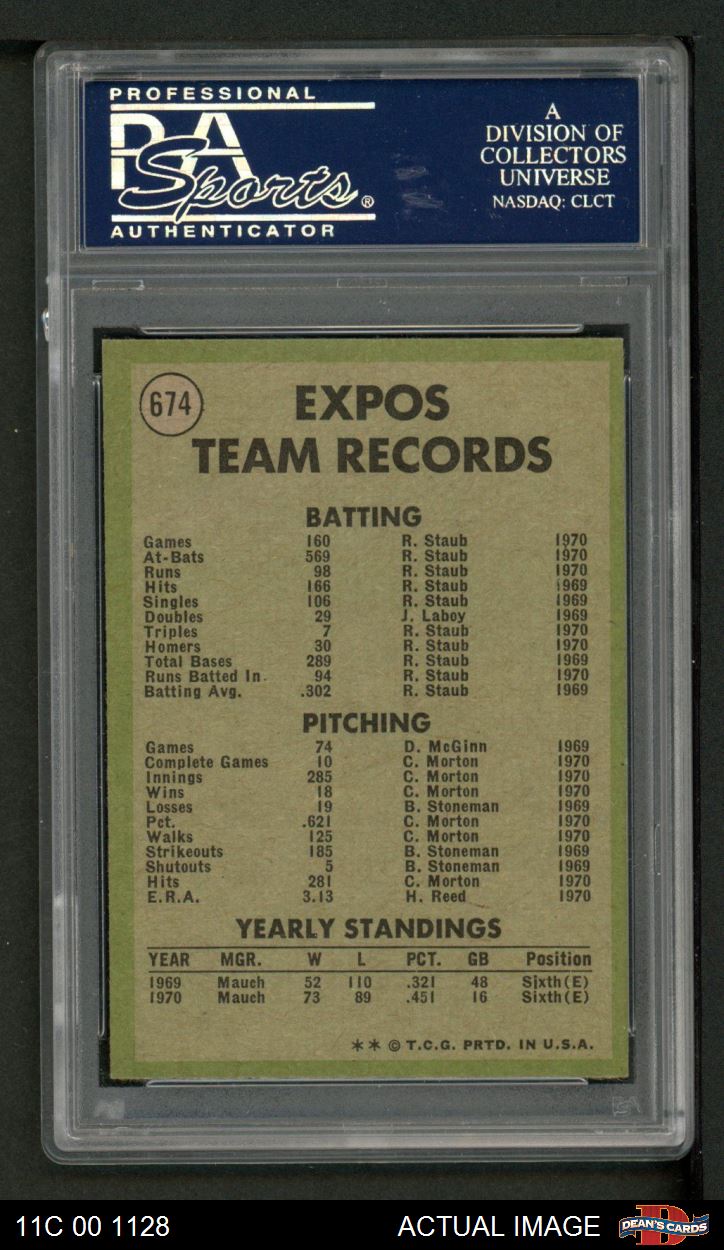 PROFESSIONAL
PSA
Sports®
AUTHENTICATOR
A
DIVISION OF
COLLECTORS
UNIVERSE
NASDAQ: CLCT
674
EXPOS
TEAM RECORDS
BATTING
Games 160 R. Staub 1970
At-Bats 569 R. Staub 1970
Runs 98 R. Staub 1970
Hits 166 R. Staub 1969
Singles 106 R. Staub 1969
Doubles 29 J. Laboy 1969
Triples 7 R. Staub 1970
Homers 30 R. Staub 1970
Total Bases 289 R. Staub 1969
Runs Batted In 94 R. Staub 1970
Batting Avg. .302 R. Staub 1969
PITCHING
Games 74 D. McGinn 1969
Complete Games 10 C. Morton 1970
Innings 285 C. Morton 1970
Wins 18 C. Morton 1970
Losses 19 B. Stoneman 1969
Pct. .621 C. Morton 1970
Walks 125 C. Morton 1970
Strikeouts 185 B. Stoneman 1969
Shutouts 5 B. Stoneman 1969
Hits 281 C. Morton 1970
E.R.A. 3.13 H. Reed 1970
YEARLY STANDINGS
YEAR MGR. W L PCT. GB Position
1969 Mauch 52 110 .321 48 Sixth(E)
1970 Mauch 73 89 .451 16 Sixth(E)
** © T.C.G. PRTD. IN U.S.A.
11C 00 1128 ACTUAL IMAGE DEAN'S CARDS